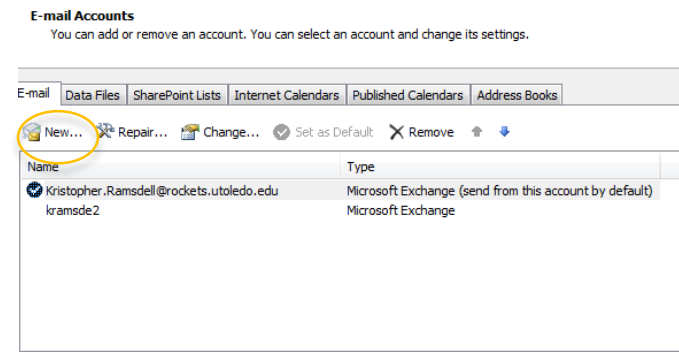 E-mail Accounts
You can add or remove an account. You can select an account and change its settings.
E-mail Data Files SharePoint Lists Internet Calendars Published Calendars Address Books
New... Repair... Change... Set as Default Remove
Name Type
Kristopher.Ramsdell@rockets.utoledo.edu Microsoft Exchange (send from this account by default)
kramsde2 Microsoft Exchange